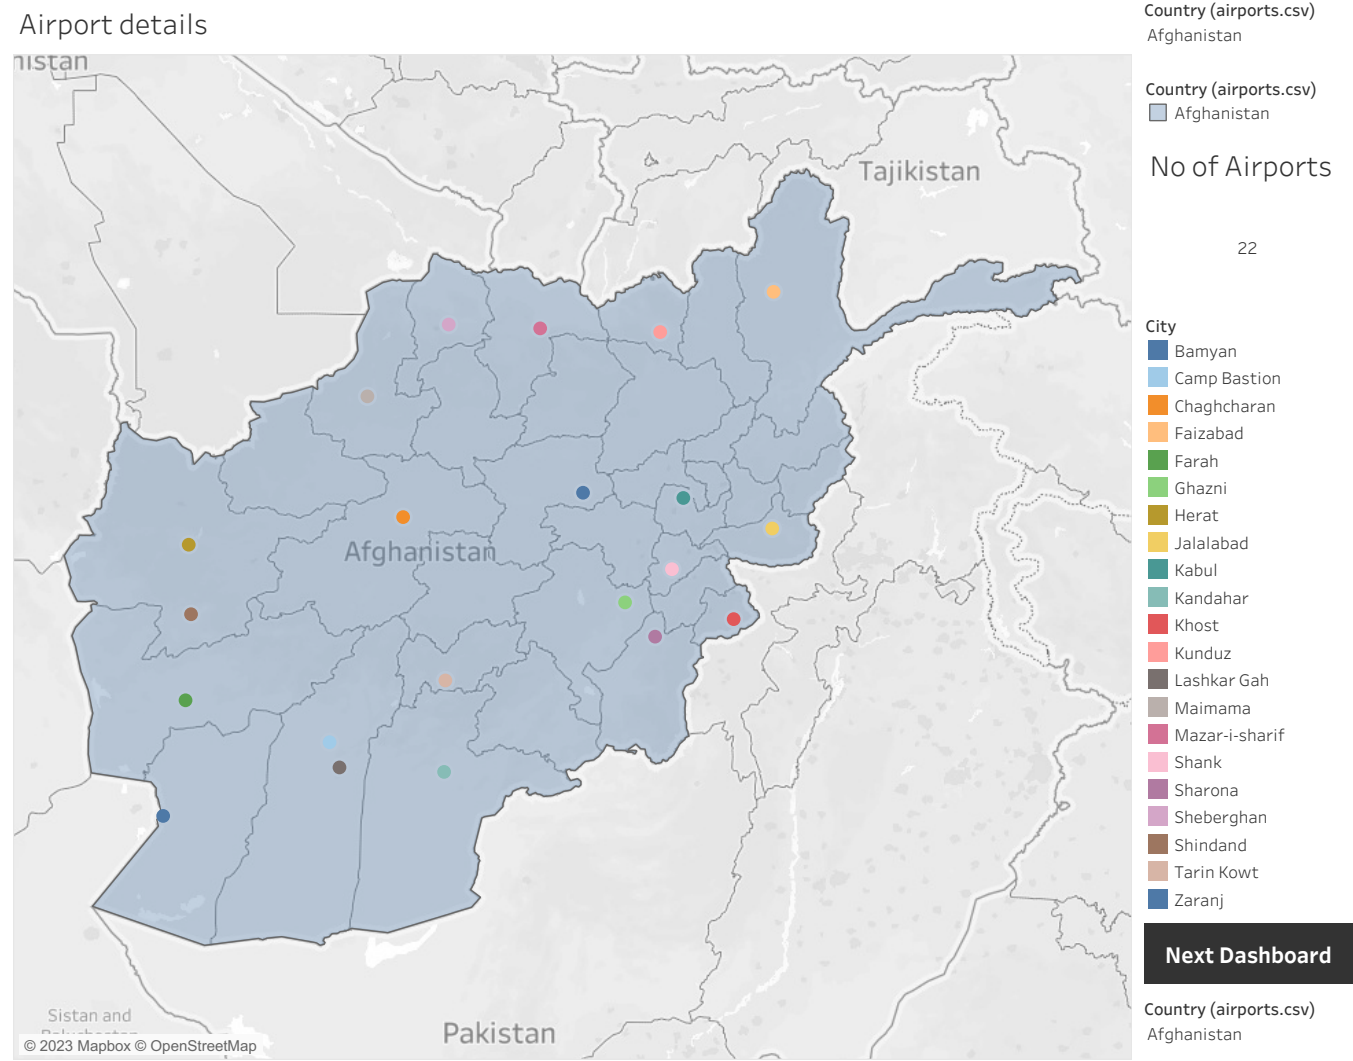 Airport details
nistan
Tajikistan
Afghanistan
Pakistan
Sistan and
Baluchestan
© 2023 Mapbox © OpenStreetMap
Country (airports.csv)
Afghanistan
Country (airports.csv)
Afghanistan
No of Airports
22
City
Bamyan
Camp Bastion
Chaghcharan
Faizabad
Farah
Ghazni
Herat
Jalalabad
Kabul
Kandahar
Khost
Kunduz
Lashkar Gah
Maimama
Mazar-i-sharif
Shank
Sharona
Sheberghan
Shindand
Tarin Kowt
Zaranj
Next Dashboard
Country (airports.csv)
Afghanistan